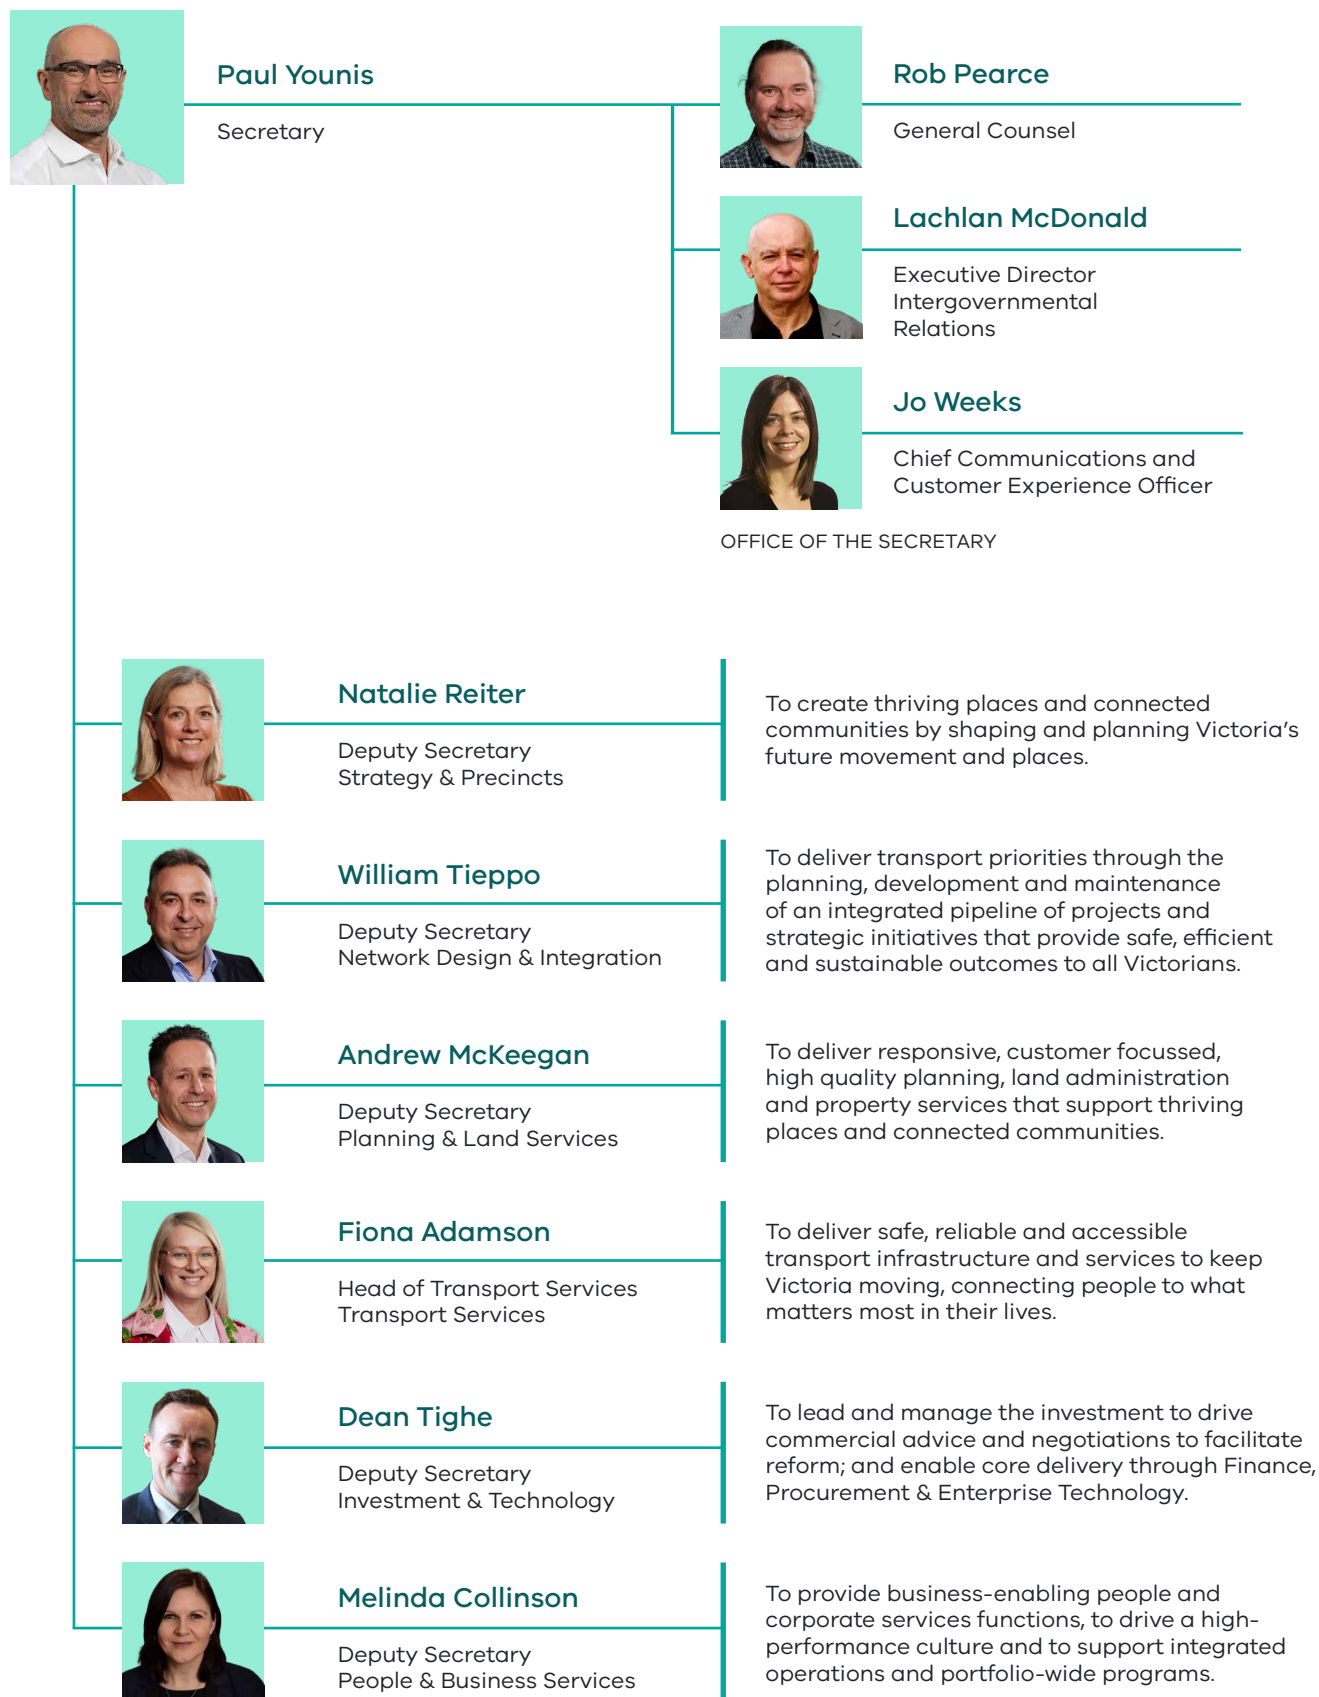 Paul Younis
Secretary
Rob Pearce
General Counsel
Lachlan McDonald
Executive Director
Intergovernmental
Relations
Jo Weeks
Chief Communications and
Customer Experience Officer
OFFICE OF THE SECRETARY
Natalie Reiter
Deputy Secretary
Strategy & Precincts
To create thriving places and connected
communities by shaping and planning Victoria’s
future movement and places.
William Tieppo
Deputy Secretary
Network Design & Integration
To deliver transport priorities through the
planning, development and maintenance
of an integrated pipeline of projects and
strategic initiatives that provide safe, efficient
and sustainable outcomes to all Victorians.
Andrew McKeegan
Deputy Secretary
Planning & Land Services
To deliver responsive, customer focussed,
high quality planning, land administration
and property services that support thriving
places and connected communities.
Fiona Adamson
Head of Transport Services
Transport Services
To deliver safe, reliable and accessible
transport infrastructure and services to keep
Victoria moving, connecting people to what
matters most in their lives.
Dean Tighe
Deputy Secretary
Investment & Technology
To lead and manage the investment to drive
commercial advice and negotiations to facilitate
reform; and enable core delivery through Finance,
Procurement & Enterprise Technology.
Melinda Collinson
Deputy Secretary
People & Business Services
To provide business-enabling people and
corporate services functions, to drive a high-
performance culture and to support integrated
operations and portfolio-wide programs.